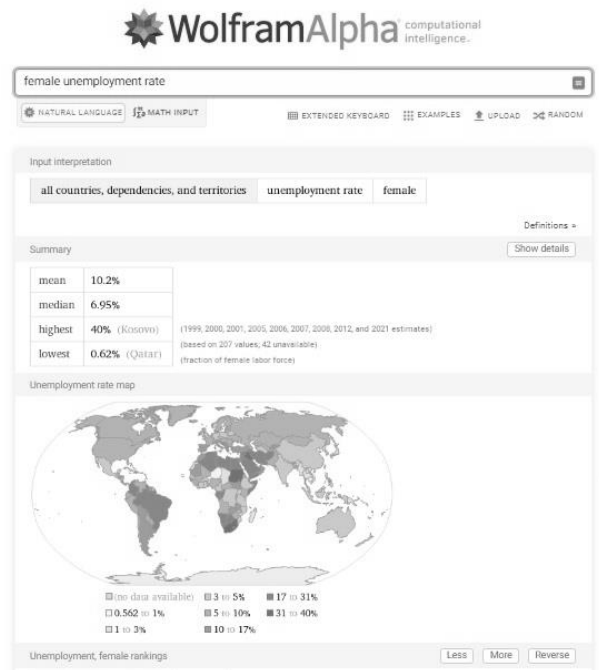 WolframAlpha computational intelligence.
female unemployment rate
NATURAL LANGUAGE MATH INPUT EXTENDED KEYBOARD EXAMPLES UPLOAD RANDOM
Input interpretation
all countries, dependencies, and territories unemployment rate female
Definitions »
Summary Show details
mean 10.2%
median 6.95%
highest 40% (Kosovo)
lowest 0.62% (Qatar)
(1999, 2000, 2001, 2005, 2006, 2007, 2008, 2012, and 2021 estimates)
(based on 207 values; 42 unavailable)
(fraction of female labor force)
Unemployment rate map
(no data available) 3 to 5% 17 to 31%
0.562 to 1% 5 to 10% 31 to 40%
1 to 3% 10 to 17%
Unemployment, female rankings Less More Reverse